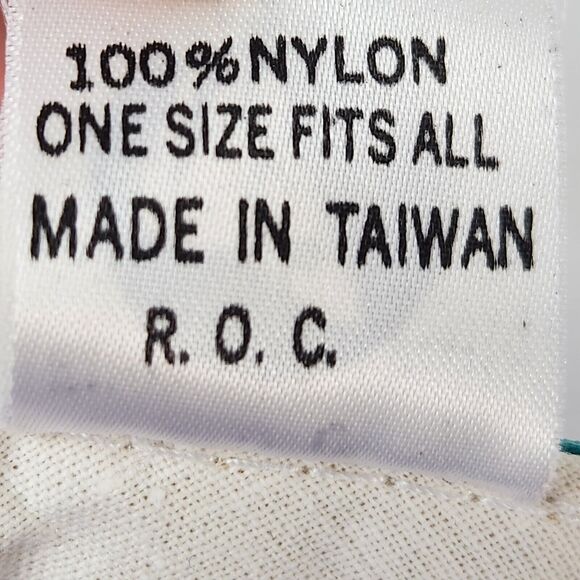 100% NYLON
ONE SIZE FITS ALL
MADE IN TAIWAN
R. O. C.